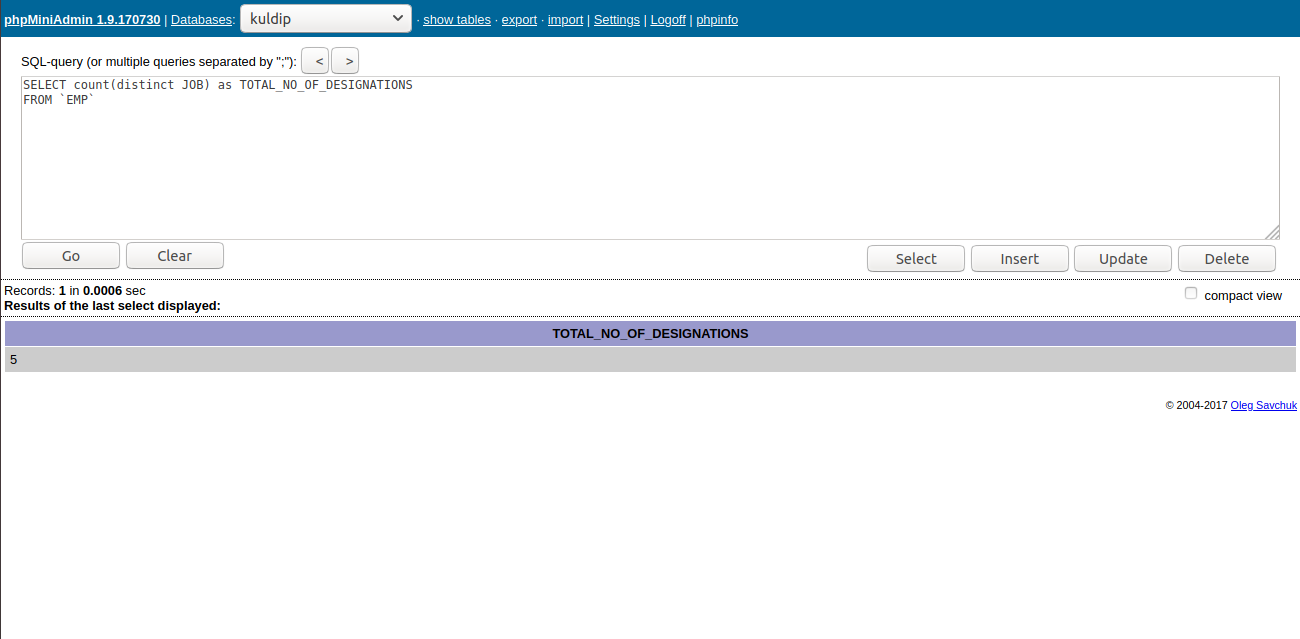 phpMiniAdmin 1.9.170730 | Databases: kuldip · show tables · export · import | Settings | Logoff | phpinfo
SQL-query (or multiple queries separated by ";"): < >
SELECT count(distinct JOB) as TOTAL_NO_OF_DESIGNATIONS
FROM `EMP`
Go Clear Select Insert Update Delete
Records: 1 in 0.0006 sec
compact view
Results of the last select displayed:
TOTAL_NO_OF_DESIGNATIONS
5
© 2004-2017 Oleg Savchuk